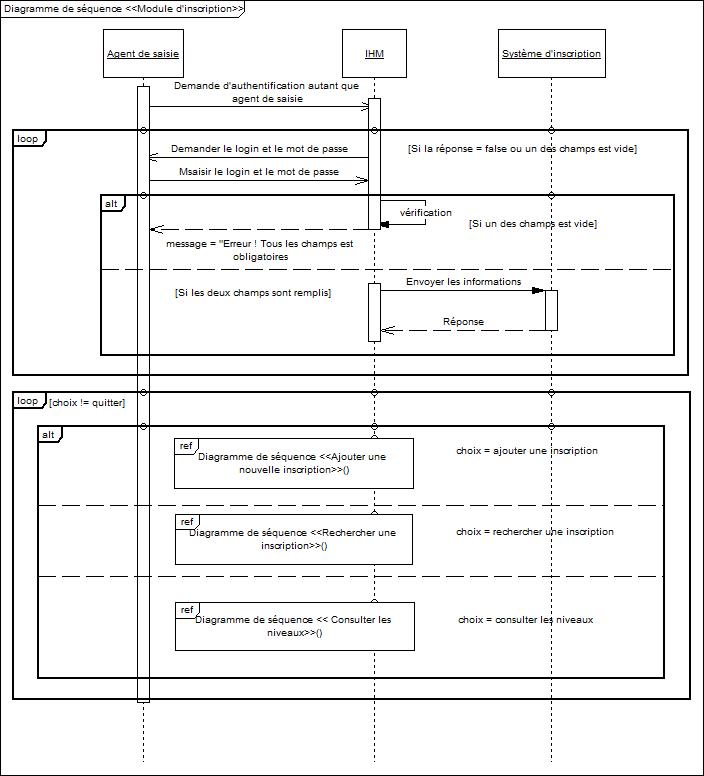 Diagramme de séquence <<Module d'inscription>>
Agent de saisie
IHM
Système d'inscription
Demande d'authentification autant que
agent de saisie
loop
Demander le login et le mot de passe
[Si la réponse = false ou un des champs est vide]
Msaisir le login et le mot de passe
alt
vérification
[Si un des champs est vide]
message = "Erreur ! Tous les champs est
obligatoires
[Si les deux champs sont remplis]
Envoyer les informations
Réponse
loop
[choix != quitter]
alt
ref
Diagramme de séquence <<Ajouter une
nouvelle inscription>>()
choix = ajouter une inscription
ref
Diagramme de séquence <<Rechercher une
inscription>>()
choix = rechercher une inscription
ref
Diagramme de séquence << Consulter les
niveaux>>()
choix = consulter les niveaux